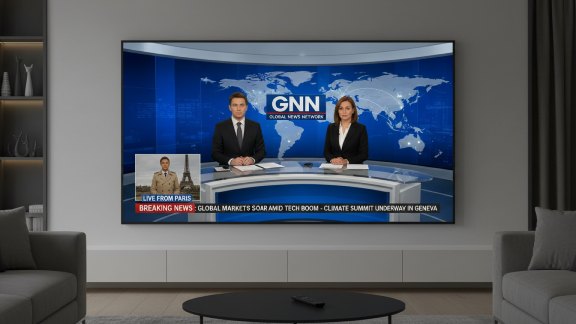 GNN
GLOBAL NEWS NETWORK
LIVE FROM PARIS
BREAKING NEWS : GLOBAL MARKETS SOAR AMID TECH BOOM - CLIMATE SUMMIT UNDERWAY IN GENEVA